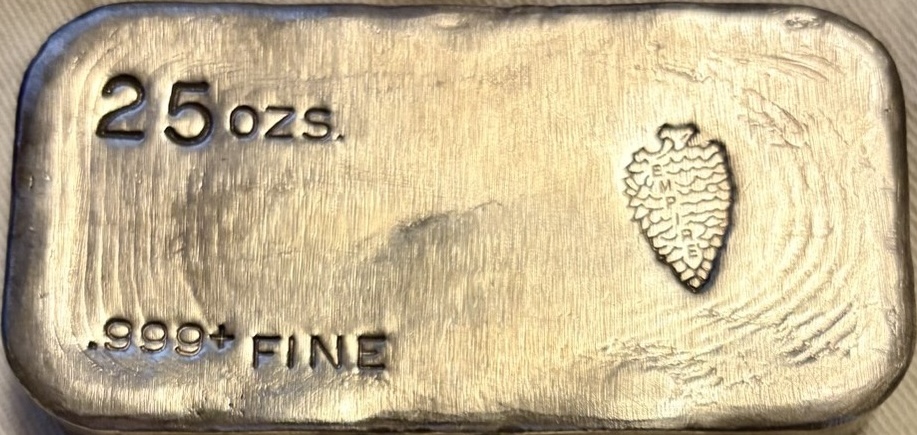 25 OZS.
EMPIRE
.999+ FINE